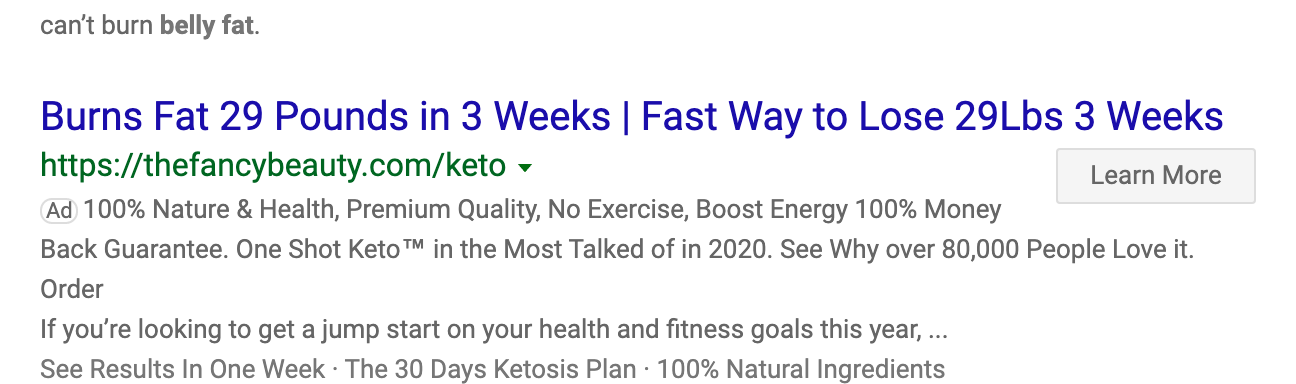 can’t burn belly fat.
Burns Fat 29 Pounds in 3 Weeks | Fast Way to Lose 29Lbs 3 Weeks
https://thefancybeauty.com/keto
Learn More
Ad 100% Nature & Health, Premium Quality, No Exercise, Boost Energy 100% Money
Back Guarantee. One Shot Keto™ in the Most Talked of in 2020. See Why over 80,000 People Love it.
Order
If you’re looking to get a jump start on your health and fitness goals this year, ...
See Results In One Week · The 30 Days Ketosis Plan · 100% Natural Ingredients